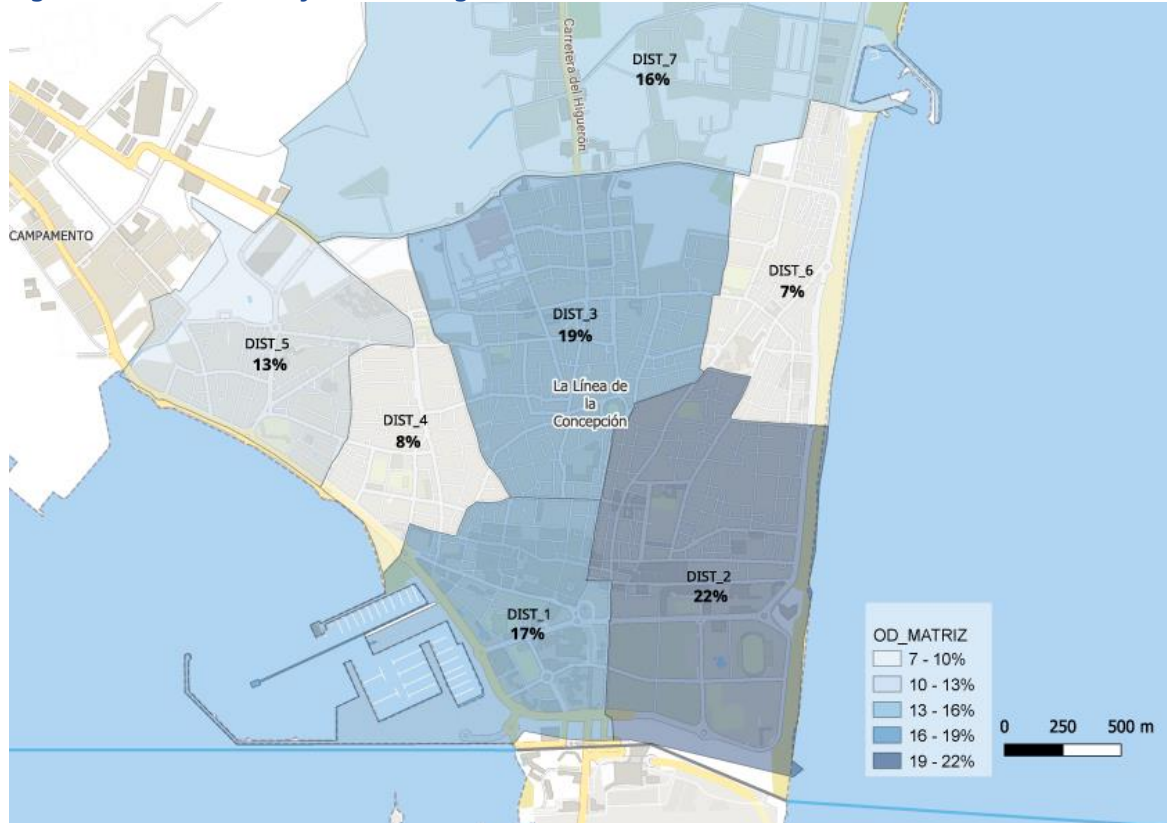 Carretera del Higuerón
DIST_7
16%
CAMPAMENTO
DIST_6
7%
DIST_3
19%
DIST_5
13%
La Línea de
la
Concepción
DIST_4
8%
DIST_2
22%
DIST_1
17%
OD_MATRIZ
7 - 10%
10 - 13%
13 - 16%
16 - 19%
19 - 22%
0 250 500 m